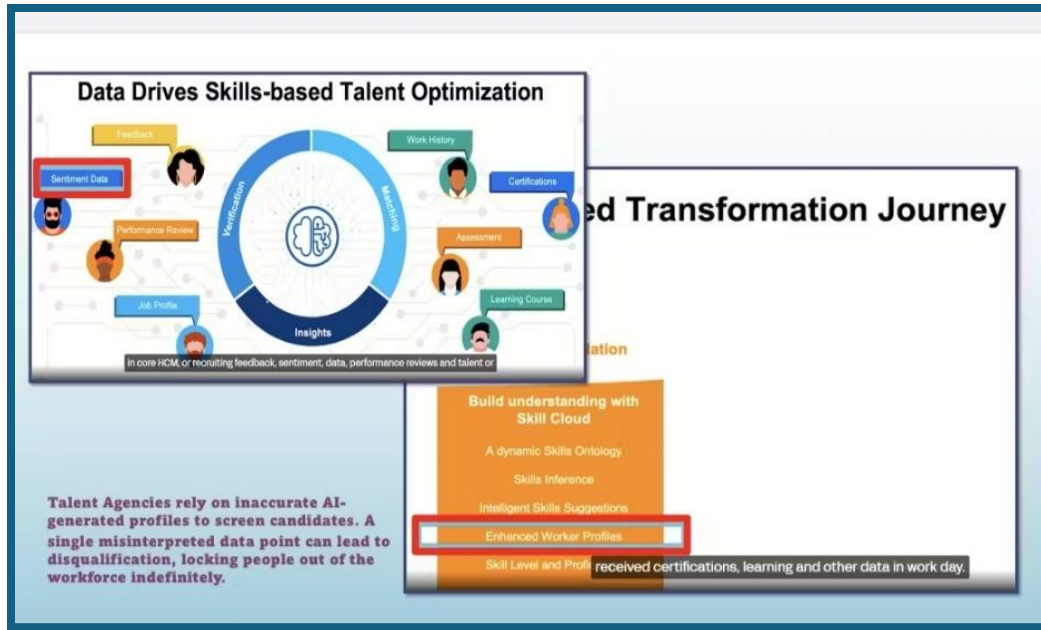 Data Drives Skills-based Talent Optimization
Feedback
Sentiment Data
Performance Review
Job Profile
Verification
Matching
Insights
Work History
Certifications
Assessment
Learning Course
in core HCM, or recruiting feedback, sentiment, data, performance reviews and talent or
ed Transformation Journey
lation
Build understanding with
Skill Cloud
A dynamic Skills Ontology
Skills Inference
Intelligent Skills Suggestions
Enhanced Worker Profiles
Skill Level and Profi
received certifications, learning and other data in work day.
Talent Agencies rely on inaccurate AI-
generated profiles to screen candidates. A
single misinterpreted data point can lead to
disqualification, locking people out of the
workforce indefinitely.